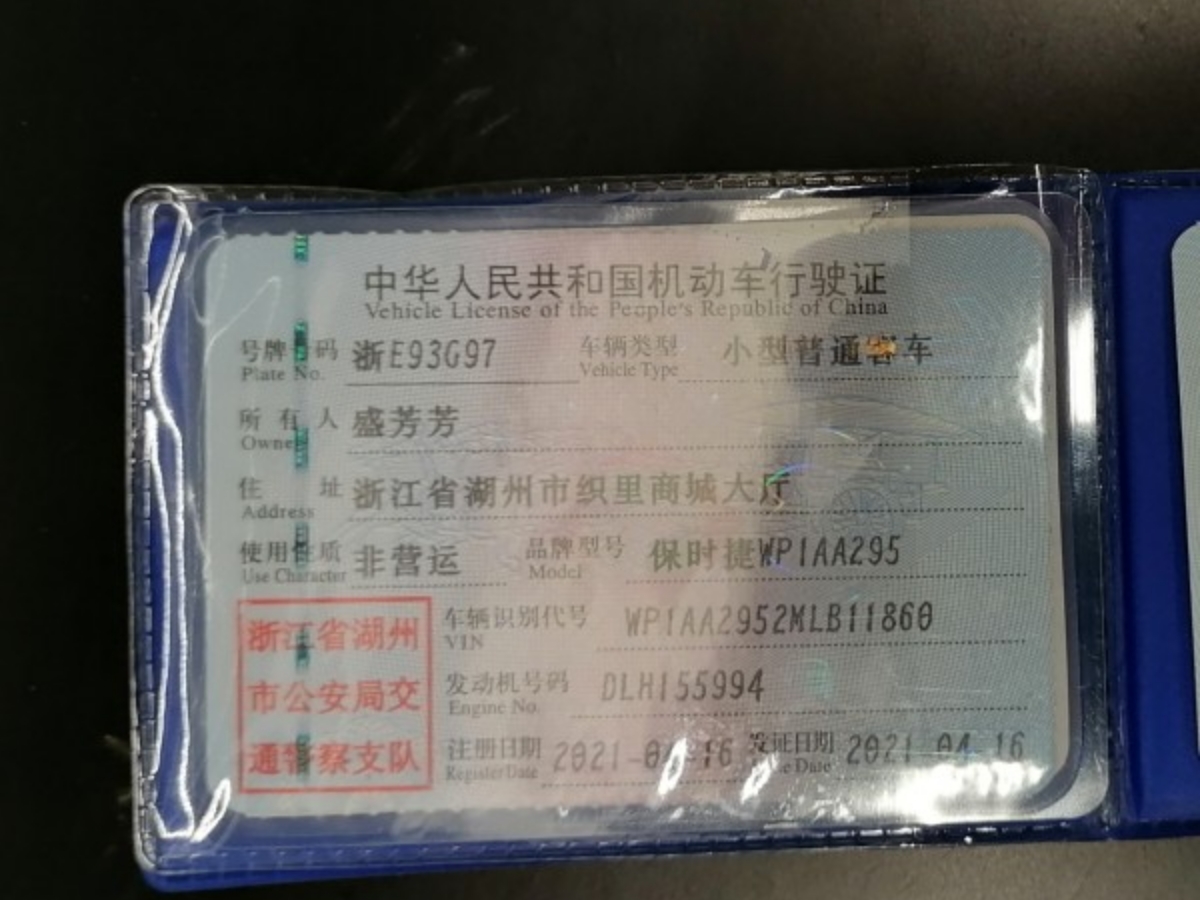 中华人民共和国机动车行驶证
Vehicle License of the People's Republic of China
号牌号码 浙E93G97 车辆类型 小型普通客车
Plate No. Vehicle Type
所有人 盛芳芳
Owner
住址 浙江省湖州市织里商城大厅
Address
使用性质 非营运 品牌型号 保时捷WP1AA295
Use Character Model
浙江省湖州
市公安局交
通警察支队
车辆识别代号 WP1AA2952MLB11860
VIN
发动机号码 DLH155994
Engine No.
注册日期 2021-04-16 发证日期 2021-04-16
Register Date Issue Date